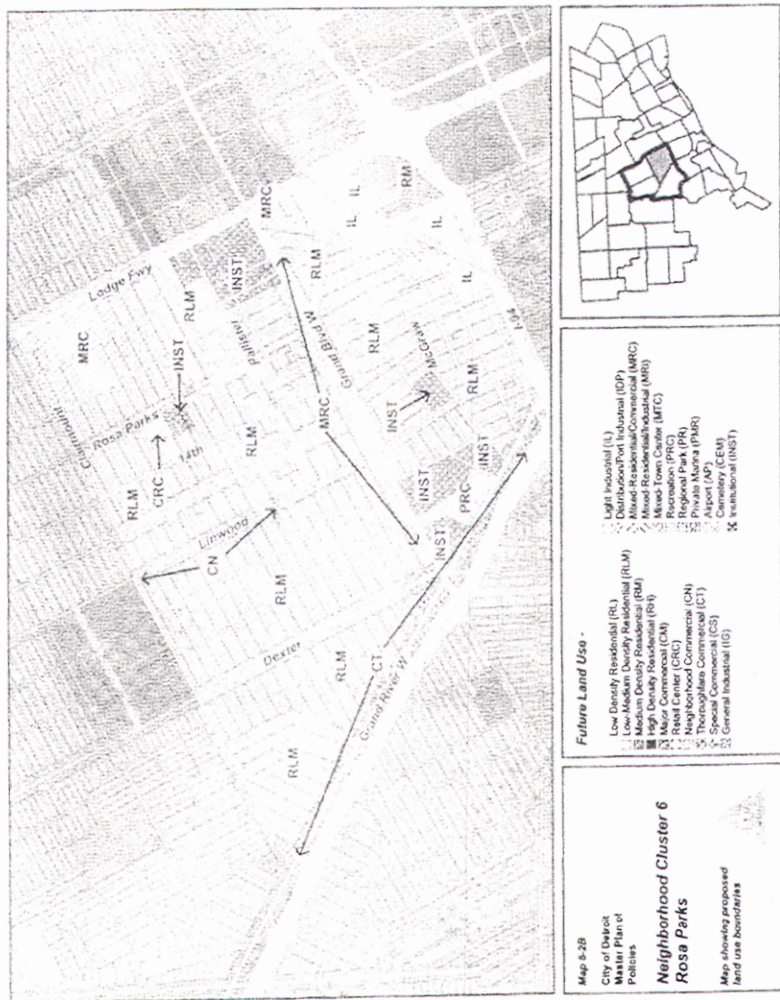 Clairmount
Lodge Fwy
MRC
Rosa Parks
INST
RLM
RLM
CRC
14th
Pallister
INST
MRC
RLM
Linwood
CN
RLM
MRC
Grand Blvd W
RLM
IL
IL
RM
RLM
IL
IL
INST
McGraw
RLM
I-94
Dexter
RLM
CT
Grand River W
RLM
INST
INST
PRC
INST
Map 6-2B
City of Detroit
Master Plan of
Policies
Neighborhood Cluster 6
Rosa Parks
Map showing proposed
land use boundaries
Future Land Use -
Low Density Residential (RL)
Low-Medium Density Residential (RLM)
Medium Density Residential (RM)
High Density Residential (RH)
Major Commercial (CM)
Retail Center (CRC)
Neighborhood Commercial (CN)
Thoroughfare Commercial (CT)
Special Commercial (CS)
General Industrial (IG)
Light Industrial (IL)
Distribution/Port Industrial (IDP)
Mixed-Residential/Commercial (MRC)
Mixed-Residential/Industrial (MRI)
Mixed-Town Center (MTC)
Recreation (PRC)
Regional Park (PR)
Private Marina (PMR)
Airport (AP)
Cemetery (CEM)
Institutional (INST)